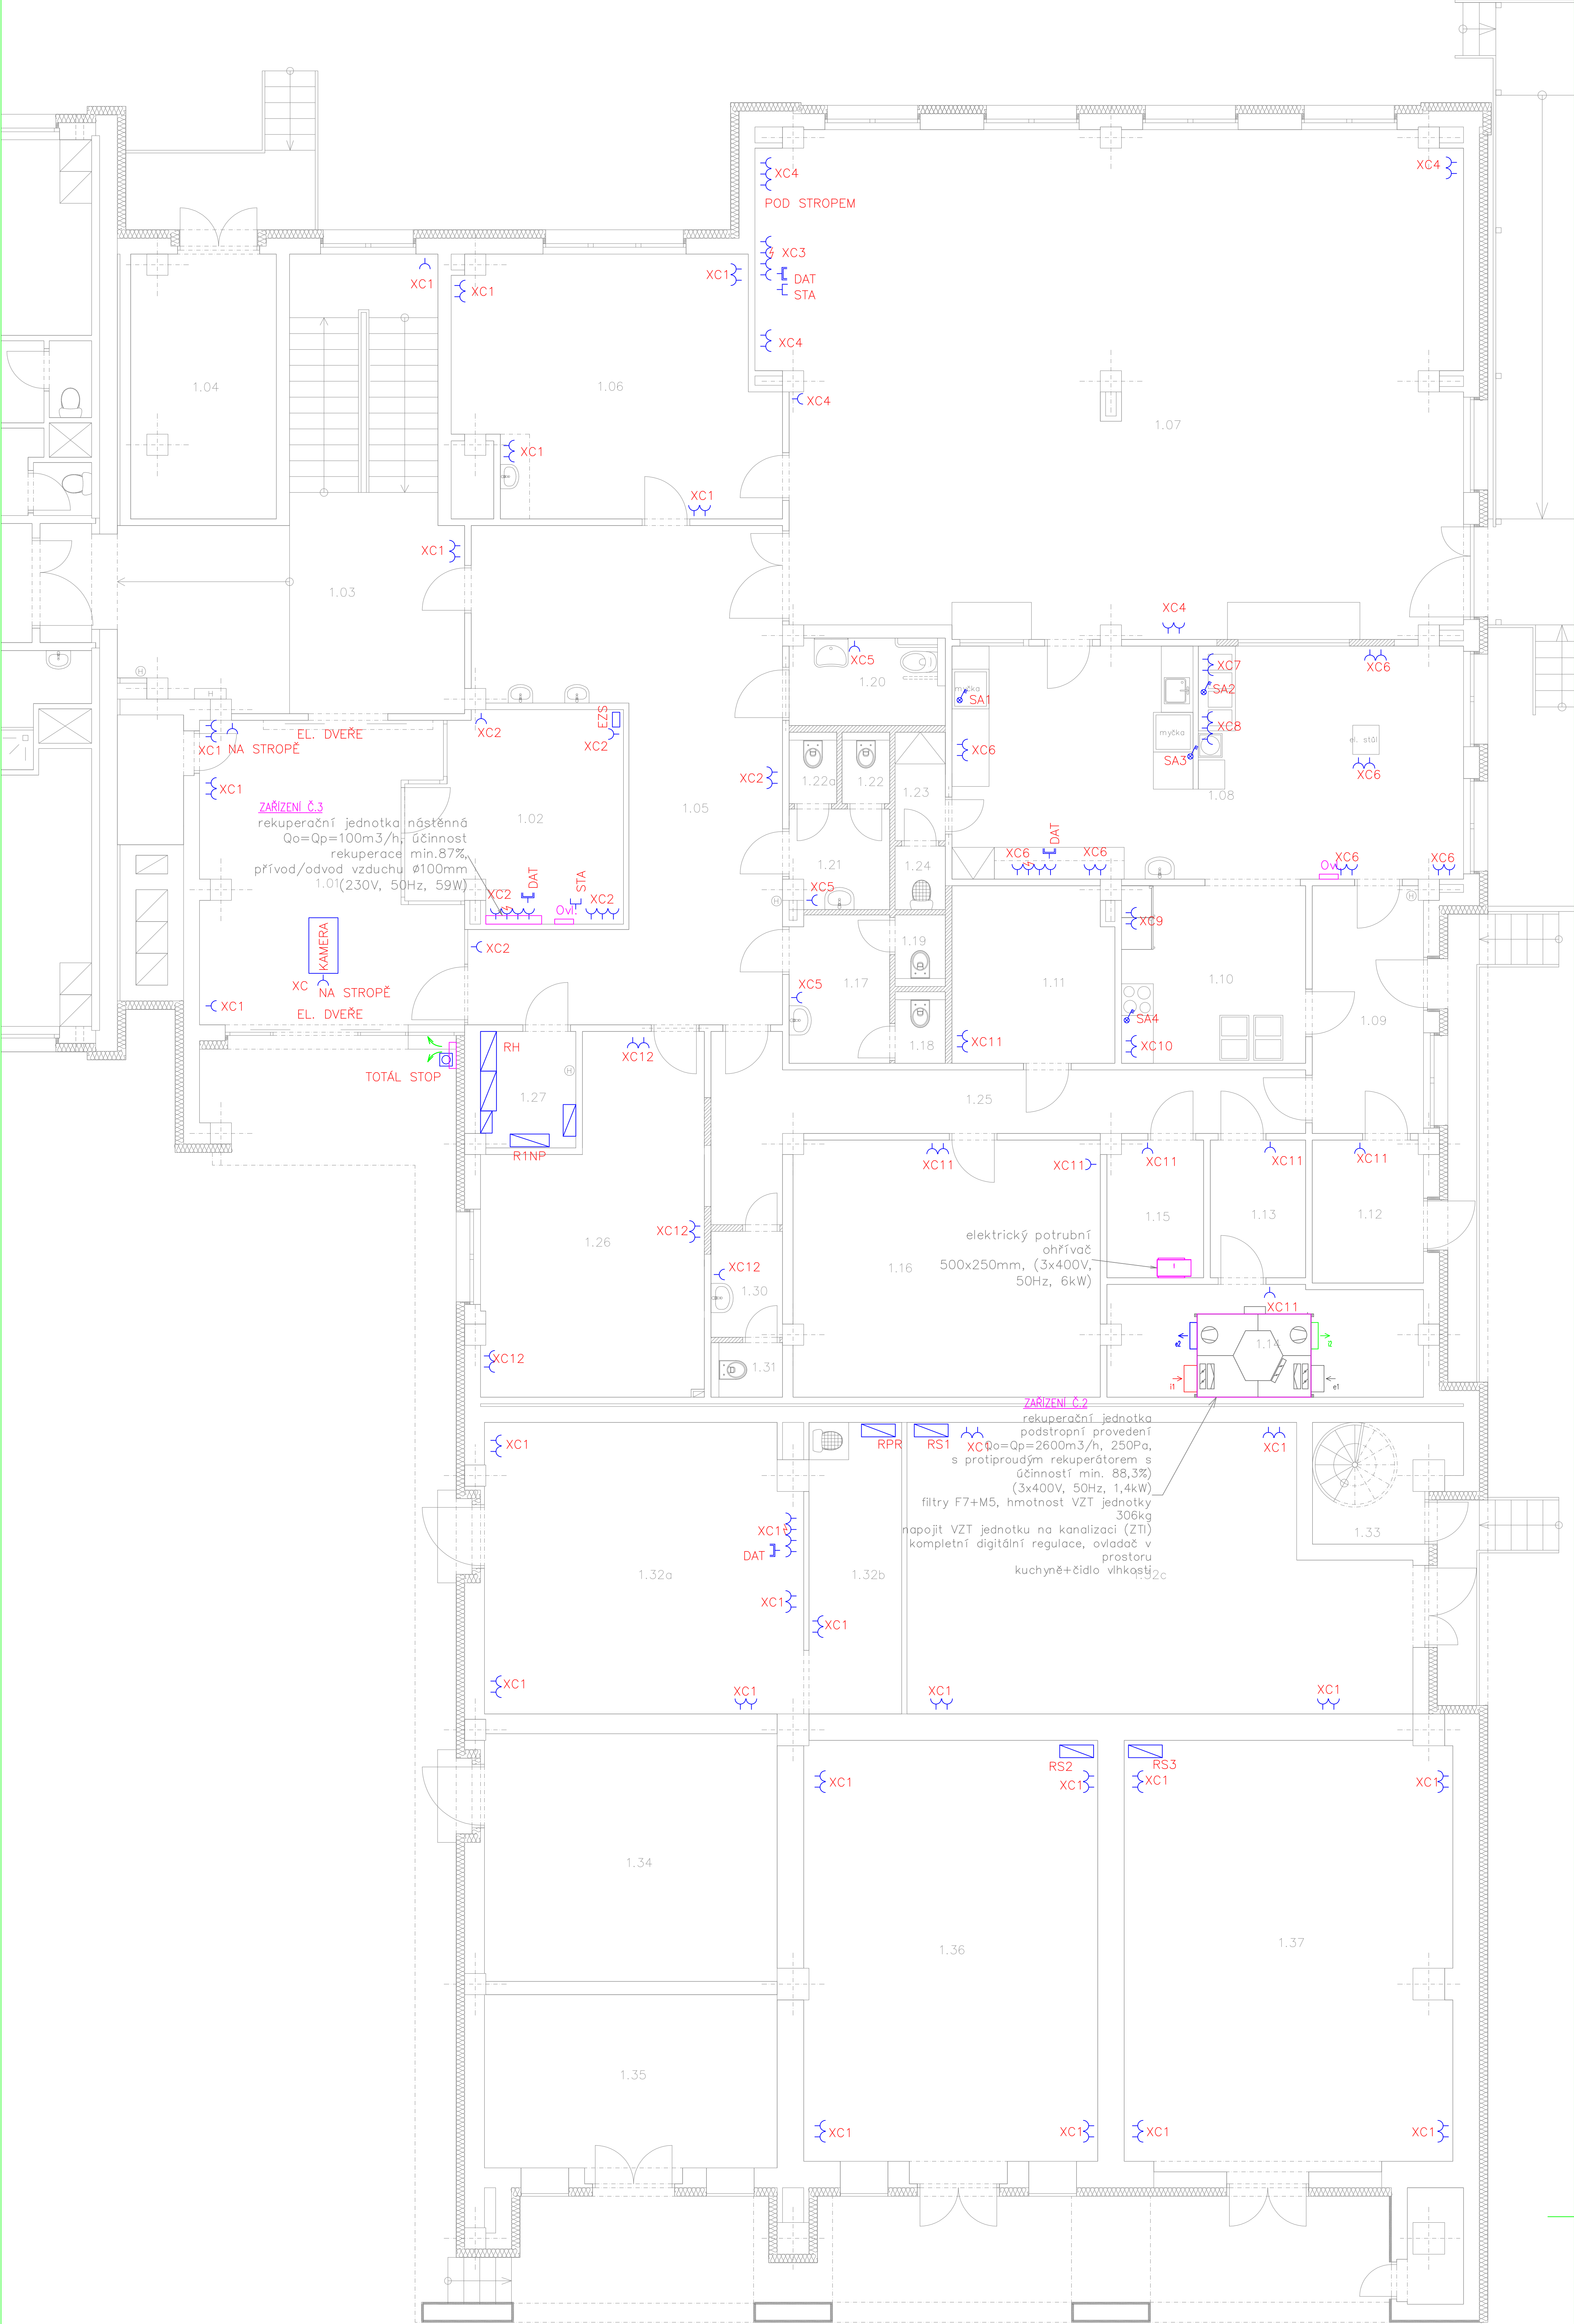 XC4
XC4
POD STROPEM
XC3
XC1
XC1
XC1
DAT
STA
XC4
1.04
1.06
XC4
1.07
XC1
XC1
XC1
1.03
XC4
H
H
XC5
1.20
myčka
SA1
XC7
XC6
SA2
EL. DVEŘE
NA STROPĚ
XC1
XC2
EZS
XC2
XC6
myčka
XC8
el. stůl
SA3
XC6
XC1
XC2
1.22a
1.22
1.23
1.08
ZAŘÍZENÍ Č.3
rekuperační jednotka nástěnná
Qo=Qp=100m3/h, účinnost
rekuperace min.87%,
přívod/odvod vzduchu ø100mm
(230V, 50Hz, 59W)
1.01
1.02
1.05
1.21
1.24
DAT
XC6
XC6
Ovl.
XC6
XC6
XC2
DAT
STA
XC2
Ovl.
XC5
H
H
XC9
KAMERA
XC2
1.19
XC
NA STROPĚ
XC1
EL. DVEŘE
XC5
1.17
1.11
1.10
1.09
SA4
RH
XC12
1.18
XC11
XC10
TOTÁL STOP
H
1.27
1.25
R1NP
XC11
XC11
XC11
XC11
XC11
1.26
XC12
1.15
1.13
1.12
elektrický potrubní
ohřívač
500x250mm, (3x400V,
50Hz, 6kW)
1.16
XC12
1.30
XC11
XC12
1.31
1.14
e2
i2
i1
e1
ZAŘÍZENÍ Č.2
rekuperační jednotka
podstropní provedení
Qo=Qp=2600m3/h, 250Pa,
s protiproudým rekuperátorem s
účinností min. 88,3%)
(3x400V, 50Hz, 1,4kW)
filtry F7+M5, hmotnost VZT jednotky
306kg
napojit VZT jednotku na kanalizaci (ZTI)
kompletní digitální regulace, ovladač v
prostoru
kuchyně+čidlo vlhkosti
XC1
RPR
RS1
XC1
XC1
XC1
DAT
1.33
1.32a
1.32b
1.32c
XC1
XC1
XC1
XC1
XC1
XC1
RS2
RS3
XC1
XC1
XC1
XC1
1.34
1.36
1.37
1.35
XC1
XC1
XC1
XC1